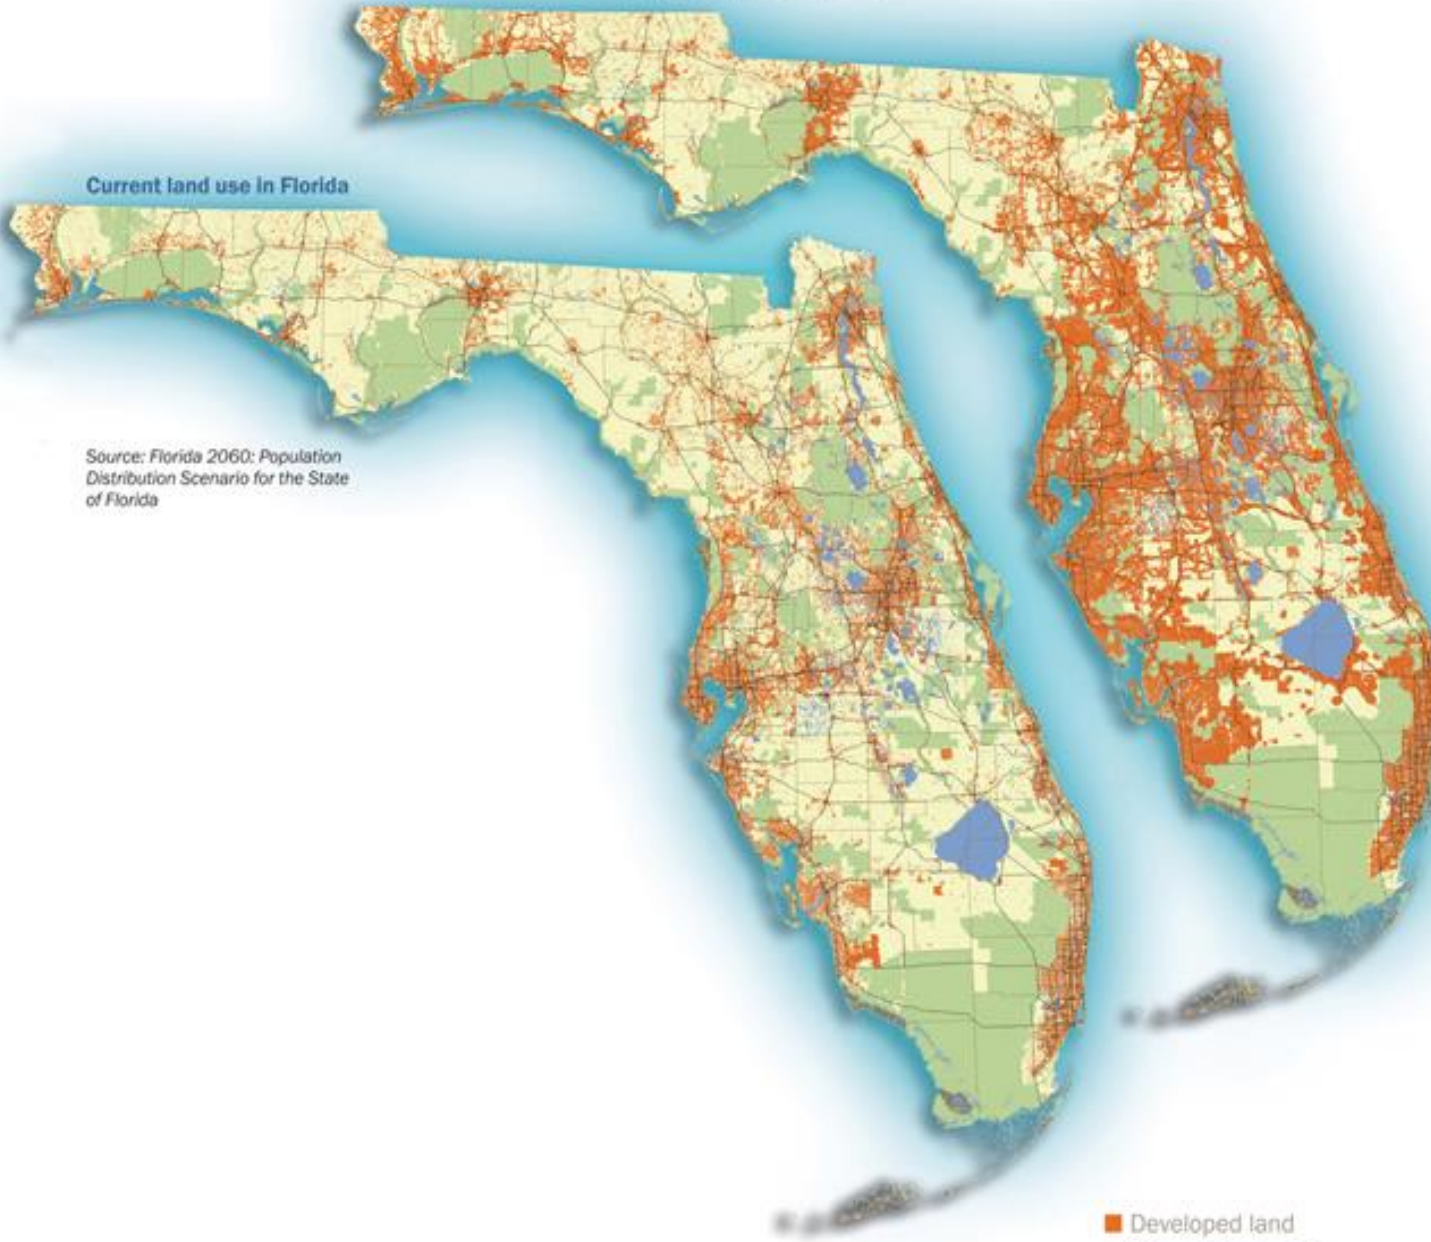 Current land use in Florida
Source: Florida 2060: Population
Distribution Scenario for the State
of Florida
Developed land